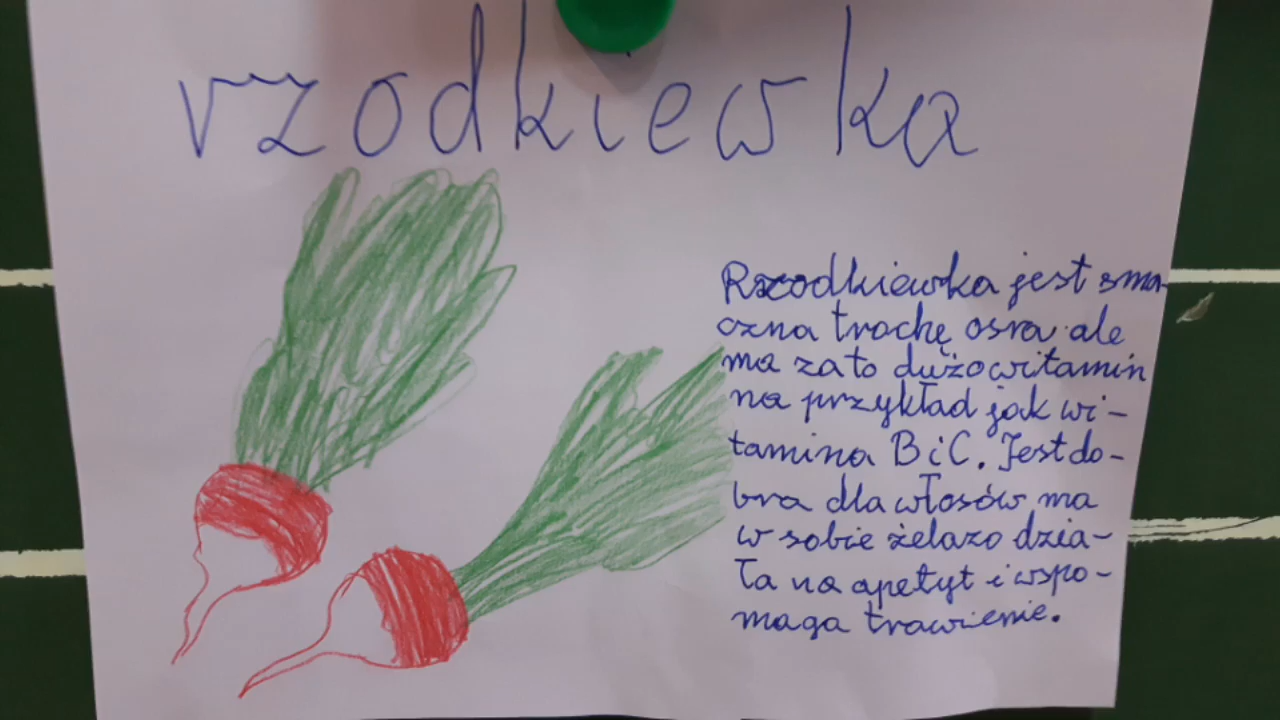 rzodkiewka
Rzodkiewka jest sma-
czna trochę osra ale
ma za to dużo witamin
na przykład jak wi-
tamina B i C. Jest do-
bra dla włosów ma
w sobie żelazo dzia-
ła na apetyt i wspo-
maga trawienie.